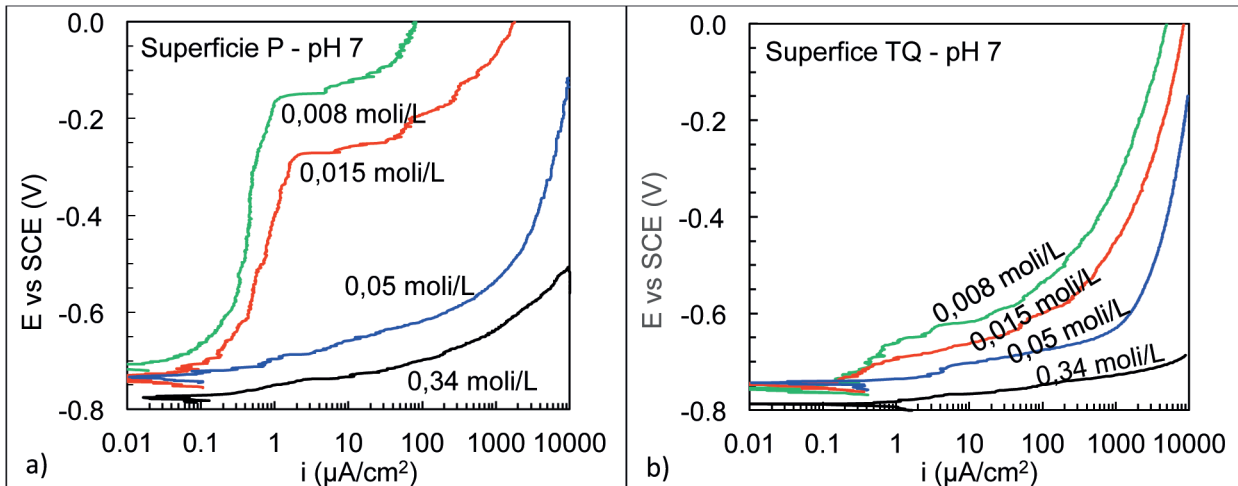 Superficie P - pH 7
0.0
-0.2
-0.4
-0.6
-0.8
E vs SCE (V)
0,008 moli/L
0,015 moli/L
0,05 moli/L
0,34 moli/L
0.01 0.1 1 10 100 1000 10000
i (µA/cm²)
a)
Superfice TQ - pH 7
0.0
-0.2
-0.4
-0.6
-0.8
E vs SCE (V)
0,008 moli/L
0,015 moli/L
0,05 moli/L
0,34 moli/L
0.01 0.1 1 10 100 1000 10000
i (µA/cm²)
b)